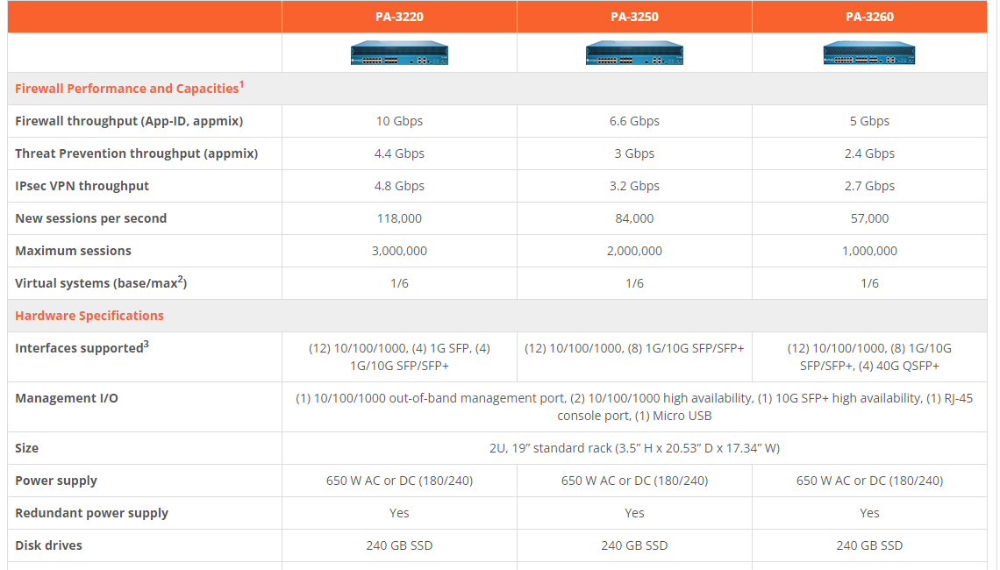 PA-3220 PA-3250 PA-3260
Firewall Performance and Capacities1
Firewall throughput (App-ID, appmix) 10 Gbps 6.6 Gbps 5 Gbps
Threat Prevention throughput (appmix) 4.4 Gbps 3 Gbps 2.4 Gbps
IPsec VPN throughput 4.8 Gbps 3.2 Gbps 2.7 Gbps
New sessions per second 118,000 84,000 57,000
Maximum sessions 3,000,000 2,000,000 1,000,000
Virtual systems (base/max2) 1/6 1/6 1/6
Hardware Specifications
Interfaces supported3 (12) 10/100/1000, (4) 1G SFP, (4) (12) 10/100/1000, (8) 1G/10G SFP/SFP+ (12) 10/100/1000, (8) 1G/10G
1G/10G SFP/SFP+ SFP/SFP+, (4) 40G QSFP+
Management I/O (1) 10/100/1000 out-of-band management port, (2) 10/100/1000 high availability, (1) 10G SFP+ high availability, (1) RJ-45
console port, (1) Micro USB
Size 2U, 19” standard rack (3.5” H x 20.53” D x 17.34” W)
Power supply 650 W AC or DC (180/240) 650 W AC or DC (180/240) 650 W AC or DC (180/240)
Redundant power supply Yes Yes Yes
Disk drives 240 GB SSD 240 GB SSD 240 GB SSD